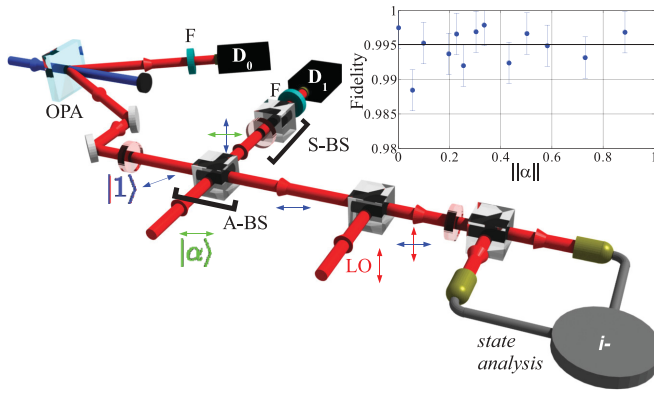 F
D₀
OPA
F
D₁
S-BS
|1⟩
A-BS
|α⟩
LO
state
analysis
i-
1
0.995
0.99
0.985
0.98
Fidelity
0
0.2
0.4
0.6
0.8
1
||α||